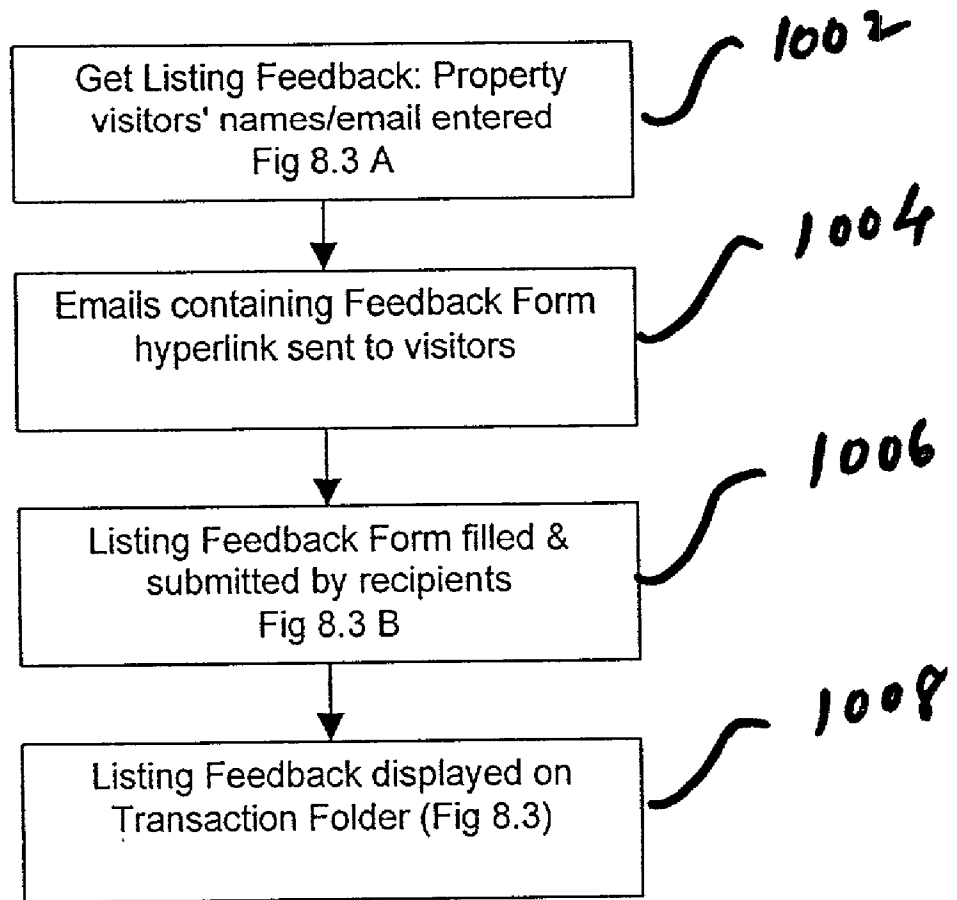 1002
Get Listing Feedback: Property
visitors' names/email entered
Fig 8.3 A
1004
Emails containing Feedback Form
hyperlink sent to visitors
1006
Listing Feedback Form filled &
submitted by recipients
Fig 8.3 B
1008
Listing Feedback displayed on
Transaction Folder (Fig 8.3)